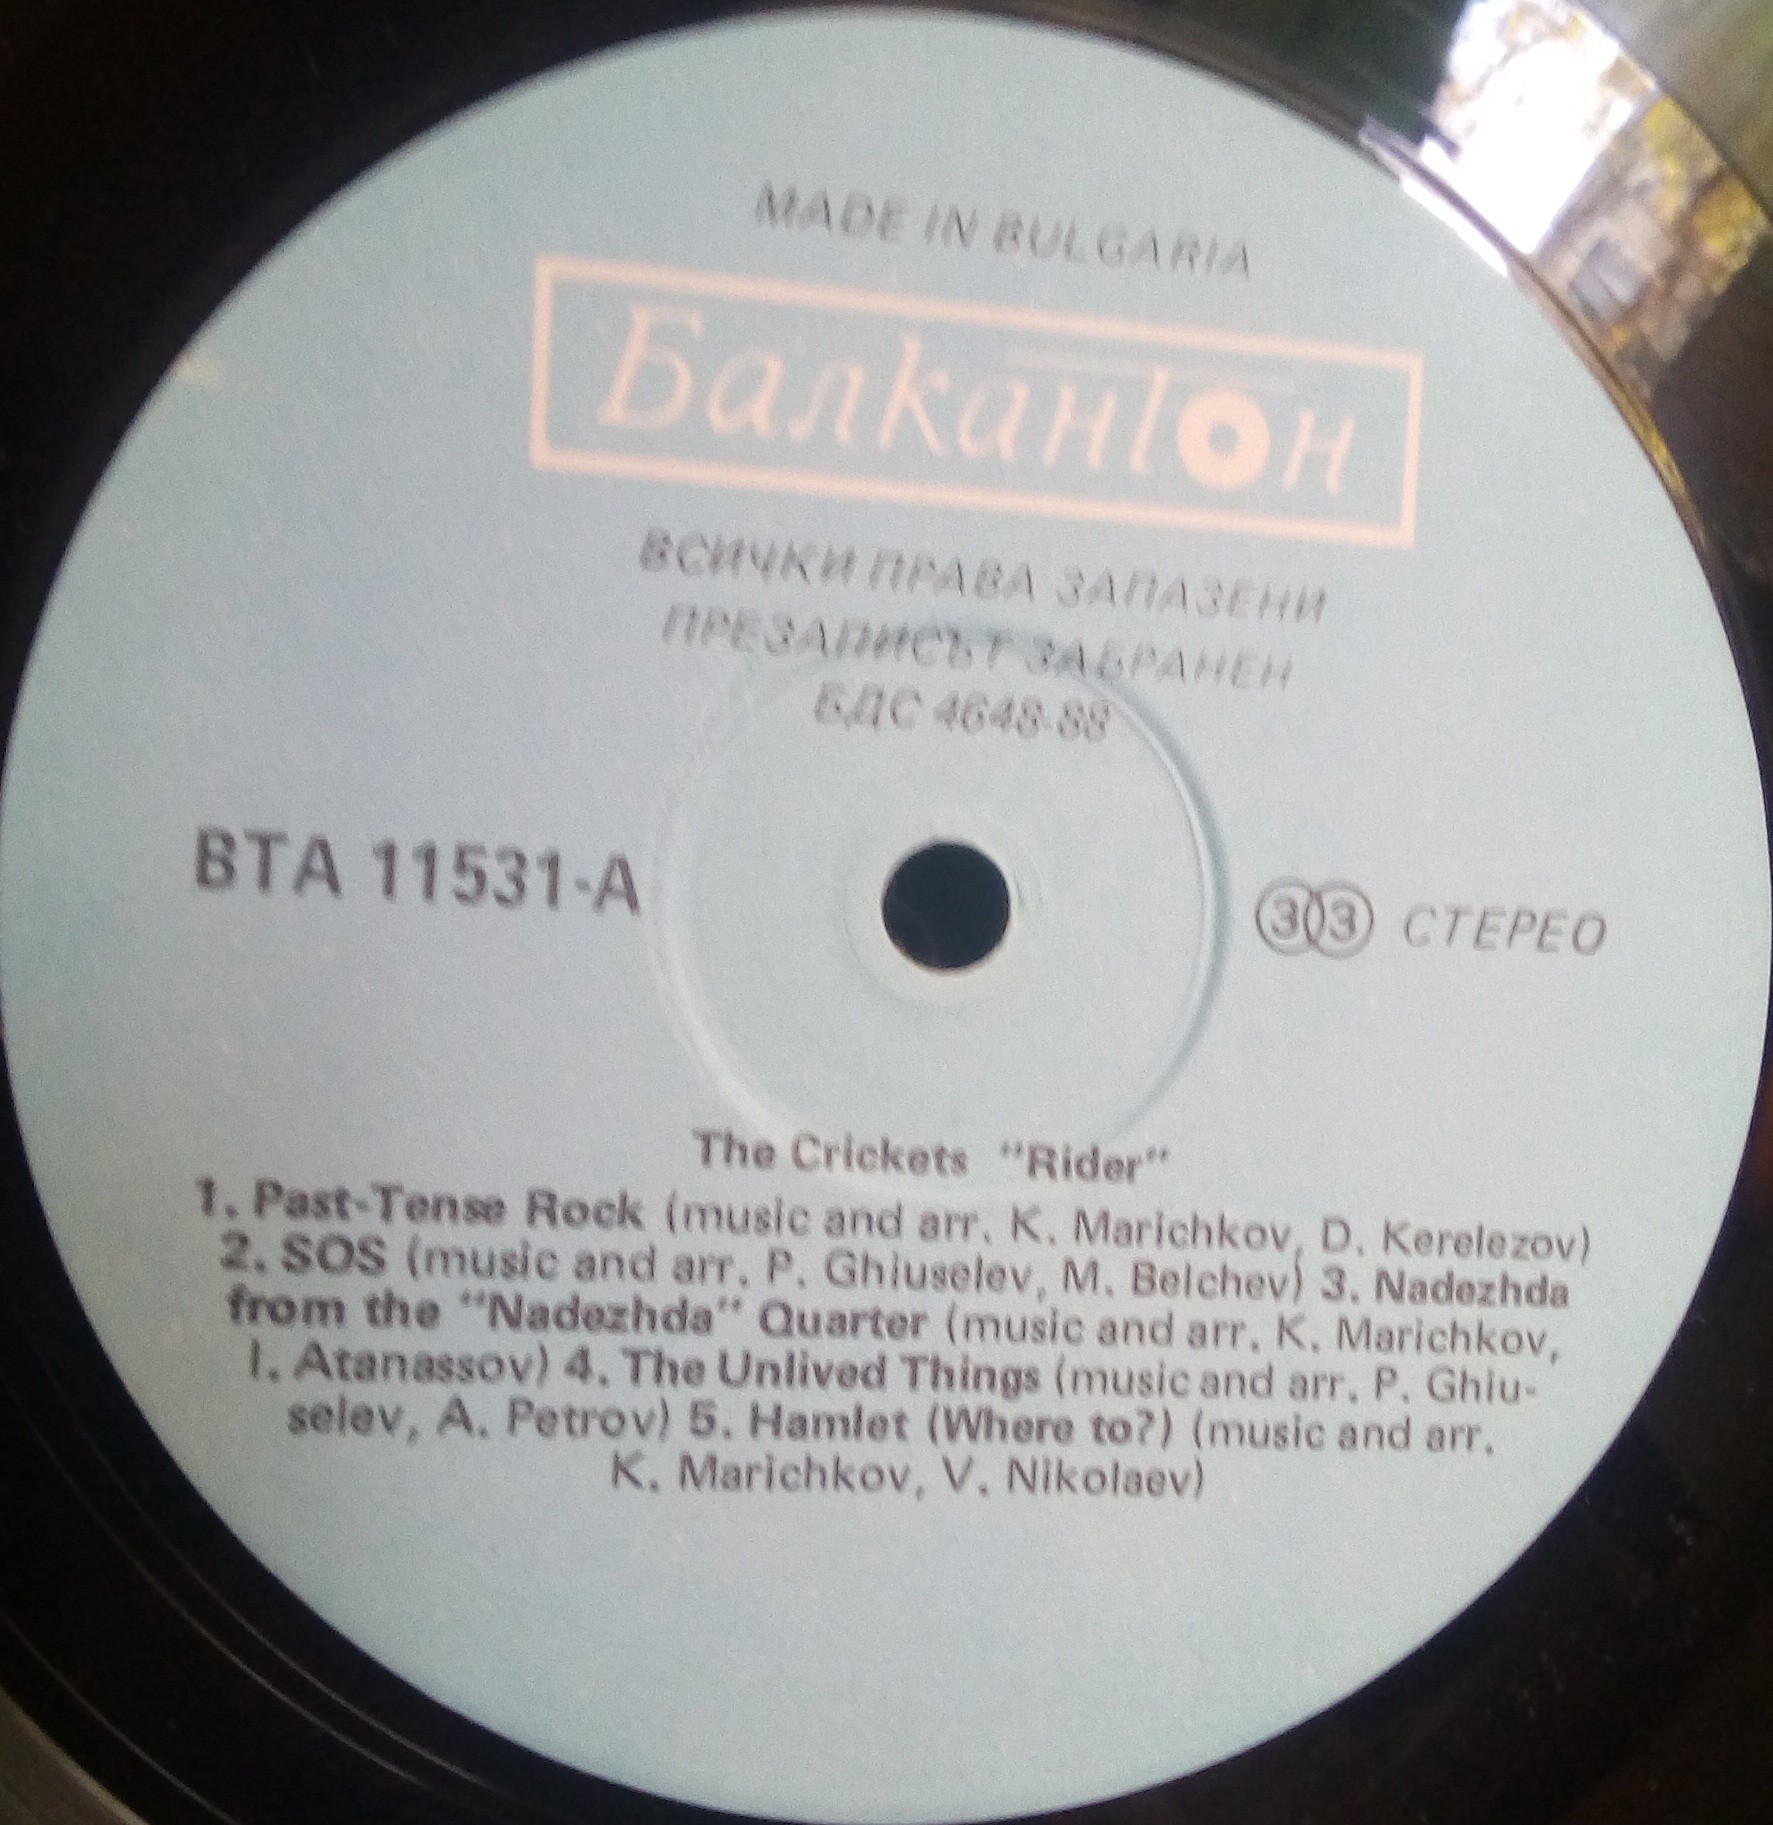 MADE IN BULGARIA
Балкантон
ВСИЧКИ ПРАВА ЗАПАЗЕНИ
ПРЕЗАПИСЪТ ЗАБРАНЕН
БДС 4648-88
ВТА 11531-А
33 СТЕРЕО
The Crickets "Rider"
1. Past-Tense Rock (music and arr. K. Marichkov, D. Kerelezov)
2. SOS (music and arr. P. Ghiuselev, M. Belchev) 3. Nadezhda
from the "Nadezhda" Quarter (music and arr. K. Marichkov,
I. Atanassov) 4. The Unlived Things (music and arr. P. Ghiu-
selev, A. Petrov) 5. Hamlet (Where to?) (music and arr.
K. Marichkov, V. Nikolaev)